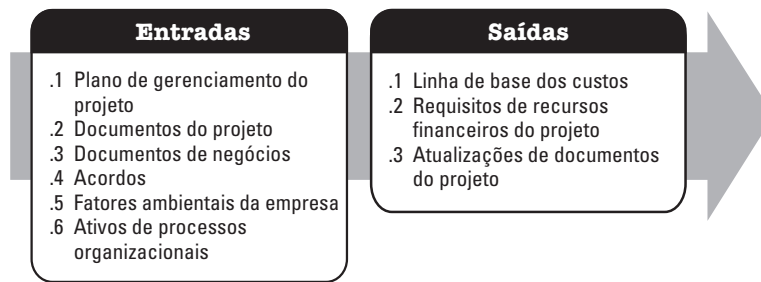 Entradas
.1 Plano de gerenciamento do
projeto
.2 Documentos do projeto
.3 Documentos de negócios
.4 Acordos
.5 Fatores ambientais da empresa
.6 Ativos de processos
organizacionais
Saídas
.1 Linha de base dos custos
.2 Requisitos de recursos
financeiros do projeto
.3 Atualizações de documentos
do projeto